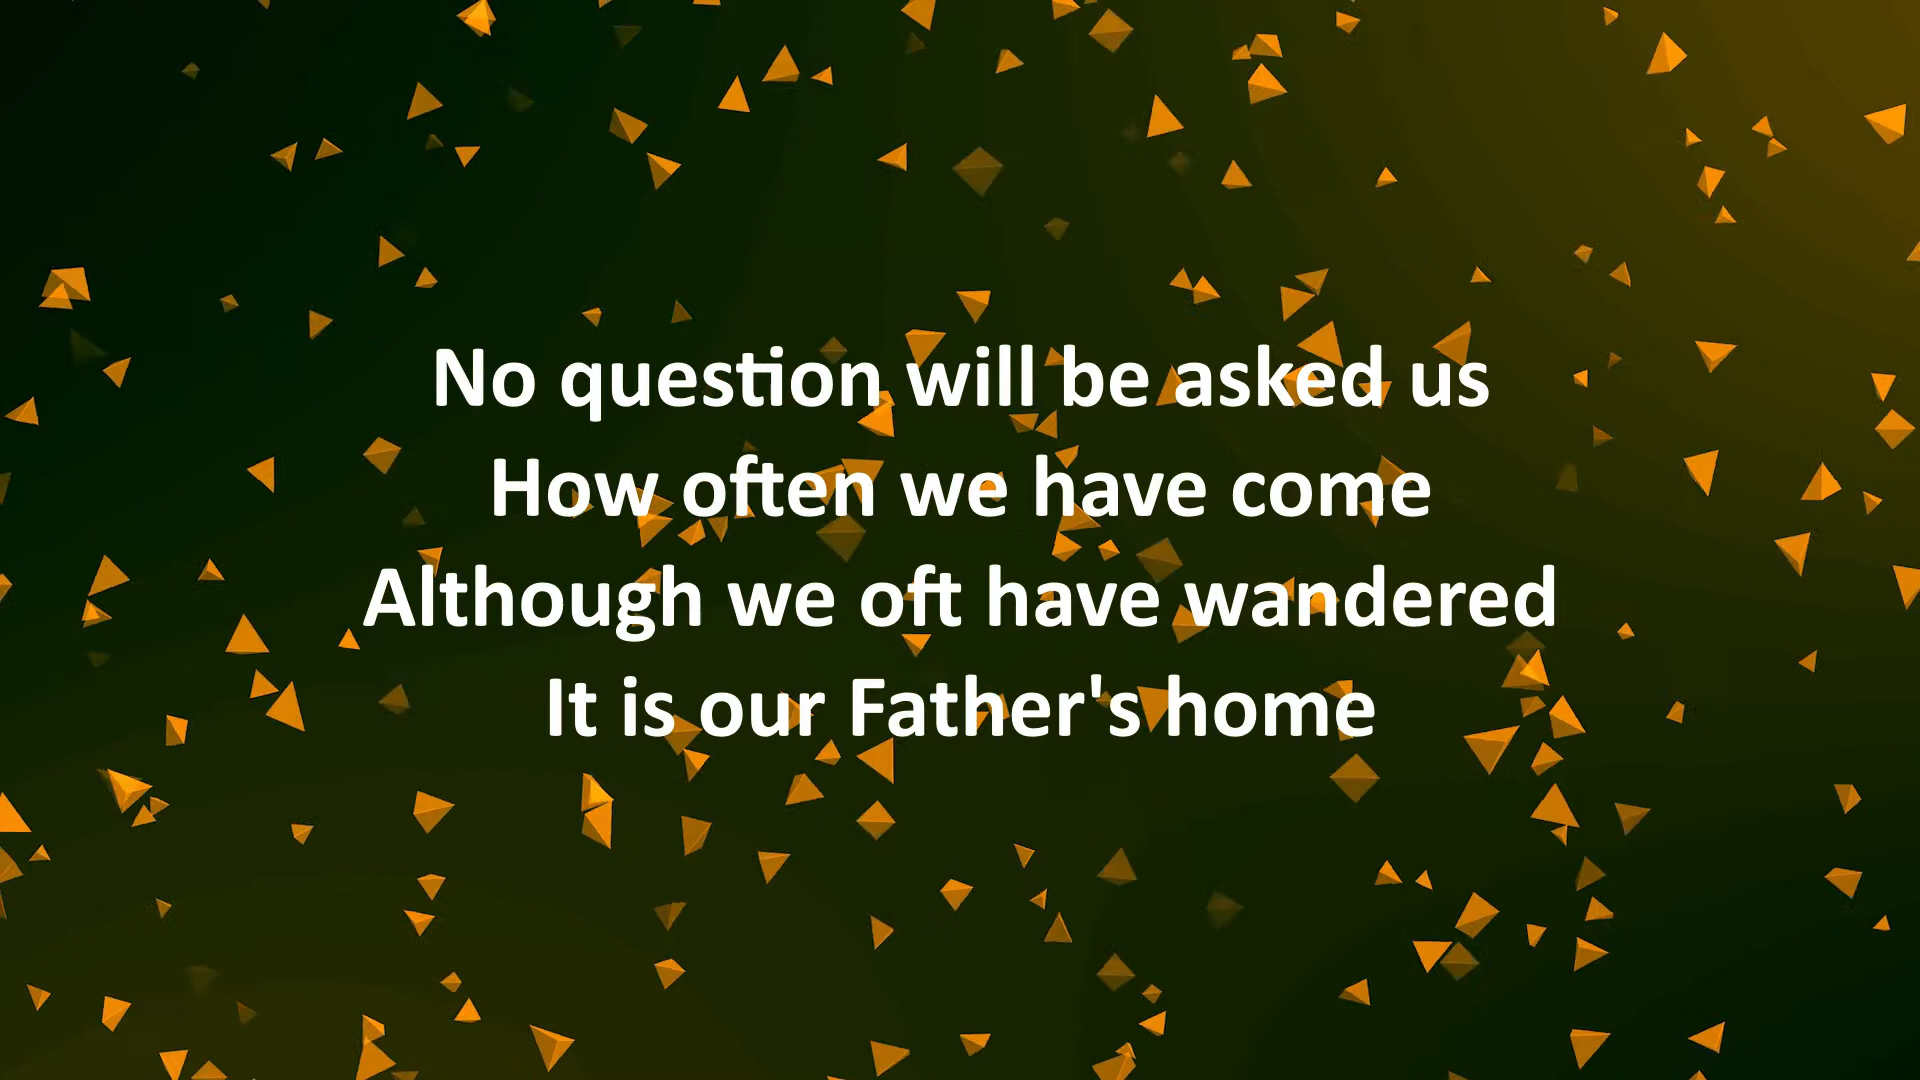 No question will be asked us
How often we have come
Although we oft have wandered
It is our Father's home